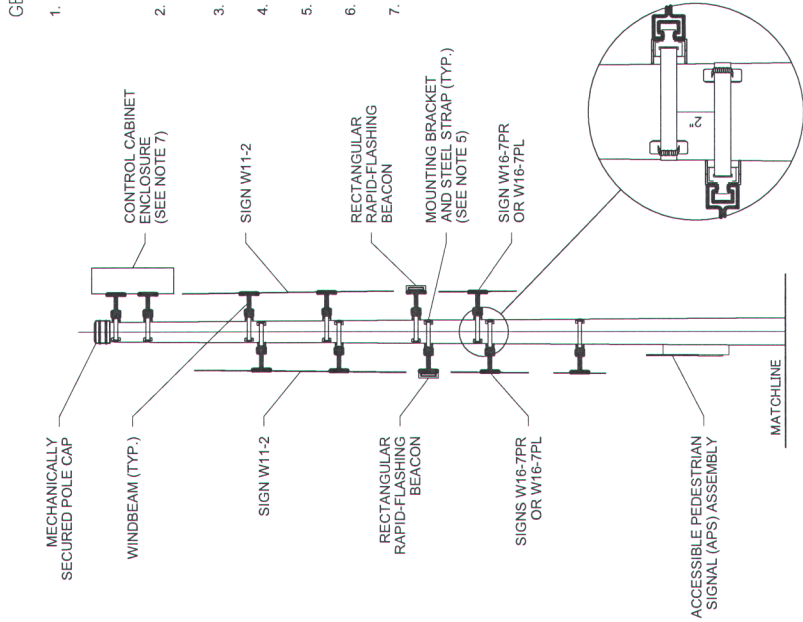 GE
1.
2.
3.
4.
5.
6.
7.
MECHANICALLY
SECURED POLE CAP
WINDBEAM (TYP.)
SIGN W11-2
RECTANGULAR
RAPID-FLASHING
BEACON
SIGNS W16-7PR
OR W16-7PL
ACCESSIBLE PEDESTRIAN
SIGNAL (APS) ASSEMBLY
CONTROL CABINET
ENCLOSURE
(SEE NOTE 7)
SIGN W11-2
RECTANGULAR
RAPID-FLASHING
BEACON
MOUNTING BRACKET
AND STEEL STRAP (TYP.)
(SEE NOTE 5)
SIGN W16-7PR
OR W16-7PL
2"
MATCHLINE